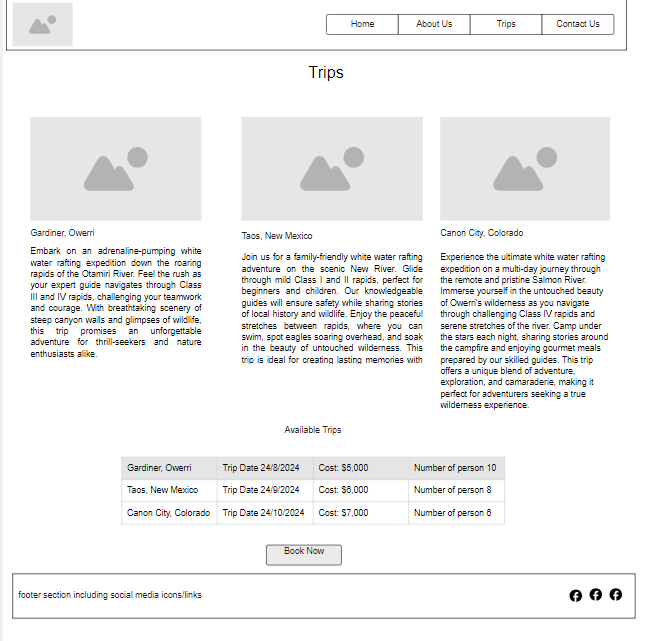 Home About Us Trips Contact Us
Trips
Gardiner, Owerri
Embark on an adrenaline-pumping white
water rafting expedition down the roaring
rapids of the Otamiri River. Feel the rush as
your expert guide navigates through Class
III and IV rapids, challenging your teamwork
and courage. With breathtaking scenery of
steep canyon walls and glimpses of wildlife,
this trip promises an unforgettable
adventure for thrill-seekers and nature
enthusiasts alike.
Taos, New Mexico
Join us for a family-friendly white water rafting
adventure on the scenic New River. Glide
through mild Class I and II rapids, perfect for
beginners and children. Our knowledgeable
guides will ensure safety while sharing stories
of local history and wildlife. Enjoy the peaceful
stretches between rapids, where you can
swim, spot eagles soaring overhead, and soak
in the beauty of untouched wilderness. This
trip is ideal for creating lasting memories with
Canon City, Colorado
Experience the ultimate white water rafting
expedition on a multi-day journey through
the remote and pristine Salmon River.
Immerse yourself in the untouched beauty
of Owerri's wilderness as you navigate
through challenging Class IV rapids and
serene stretches of the river. Camp under
the stars each night, sharing stories around
the campfire and enjoying gourmet meals
prepared by our skilled guides. This trip
offers a unique blend of adventure,
exploration, and camaraderie, making it
perfect for adventurers seeking a true
wilderness experience.
Available Trips
Gardiner, Owerri Trip Date 24/8/2024 Cost: $5,000 Number of person 10
Taos, New Mexico Trip Date 24/9/2024 Cost: $6,000 Number of person 8
Canon City, Colorado Trip Date 24/10/2024 Cost: $7,000 Number of person 6
Book Now
footer section including social media icons/links